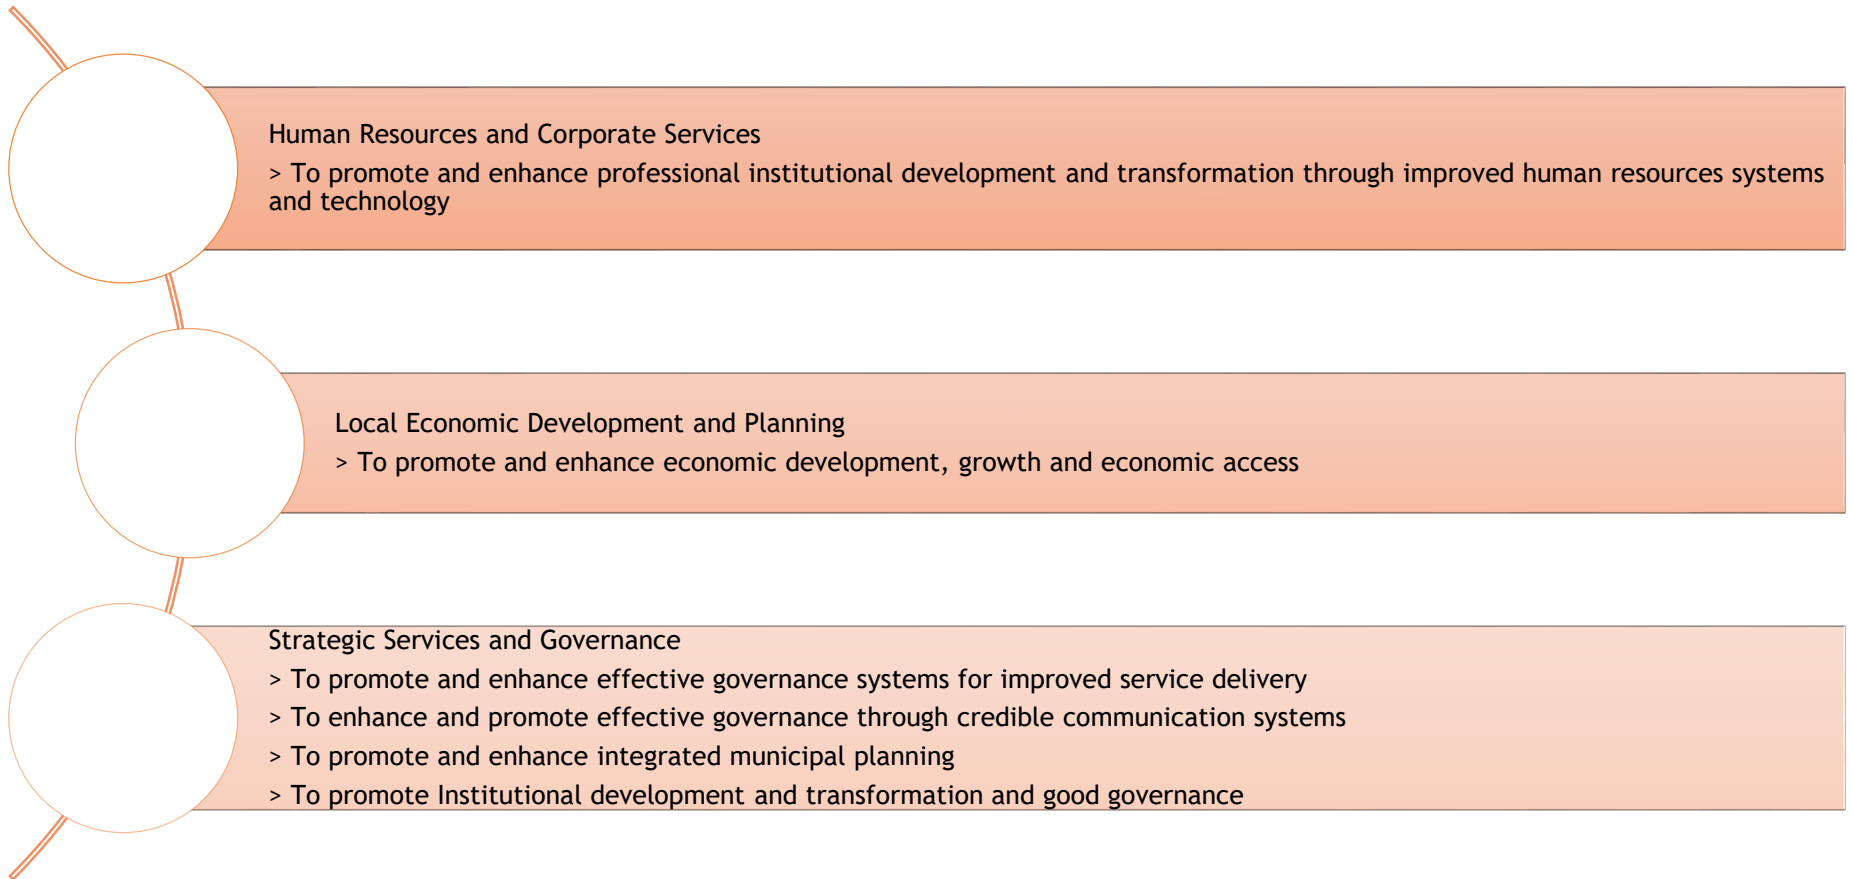 Human Resources and Corporate Services
> To promote and enhance professional institutional development and transformation through improved human resources systems
and technology
Local Economic Development and Planning
> To promote and enhance economic development, growth and economic access
Strategic Services and Governance
> To promote and enhance effective governance systems for improved service delivery
> To enhance and promote effective governance through credible communication systems
> To promote and enhance integrated municipal planning
> To promote Institutional development and transformation and good governance